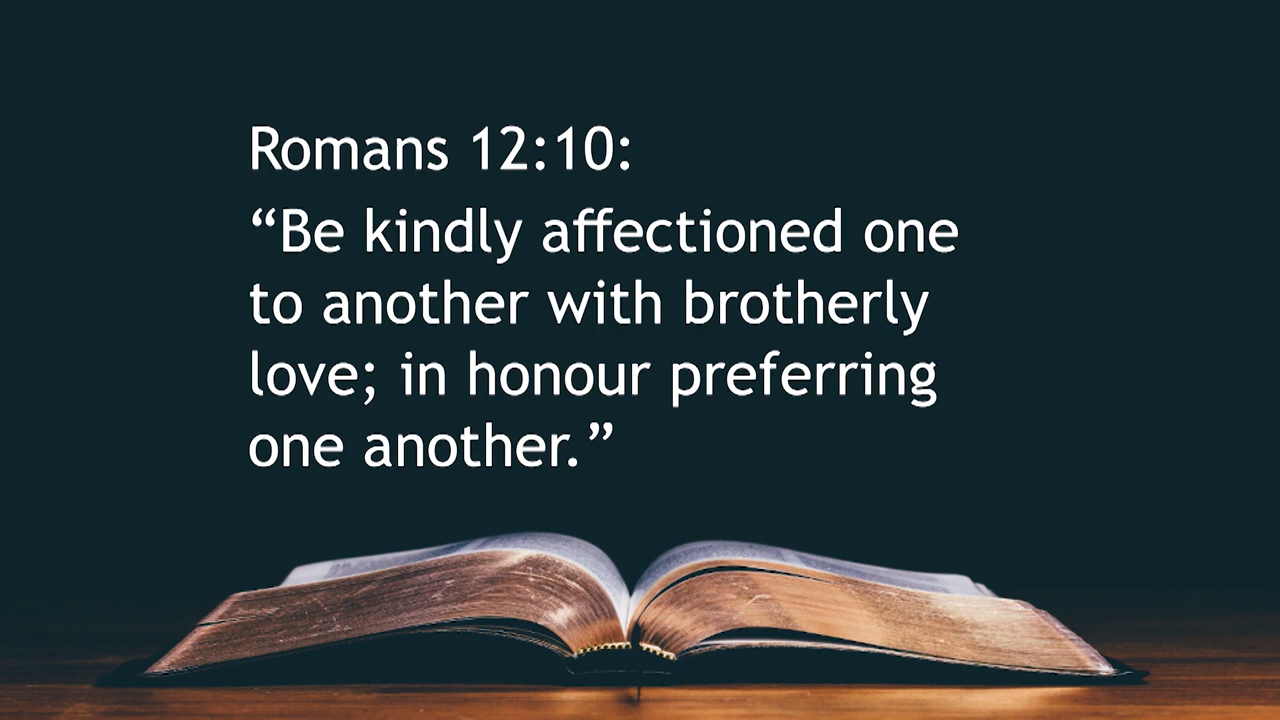 Romans 12:10:
“Be kindly affectioned one
to another with brotherly
love; in honour preferring
one another.”